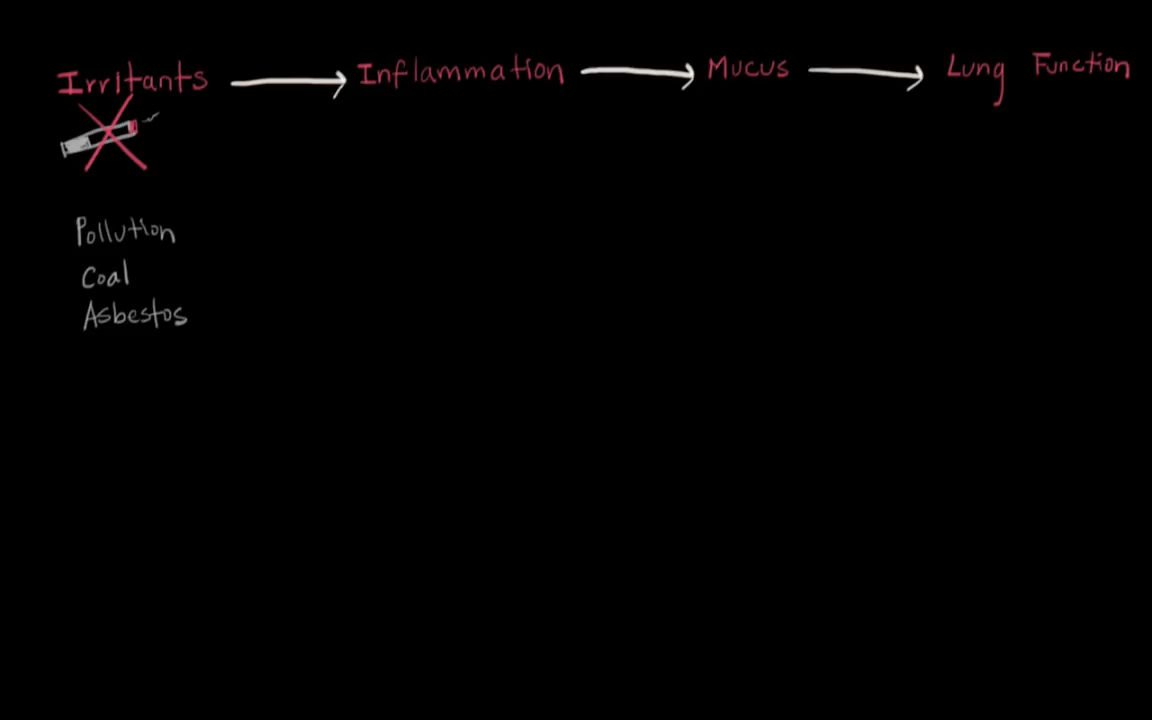 Irritants → Inflammation → Mucus → Lung Function
Pollution
Coal
Asbestos